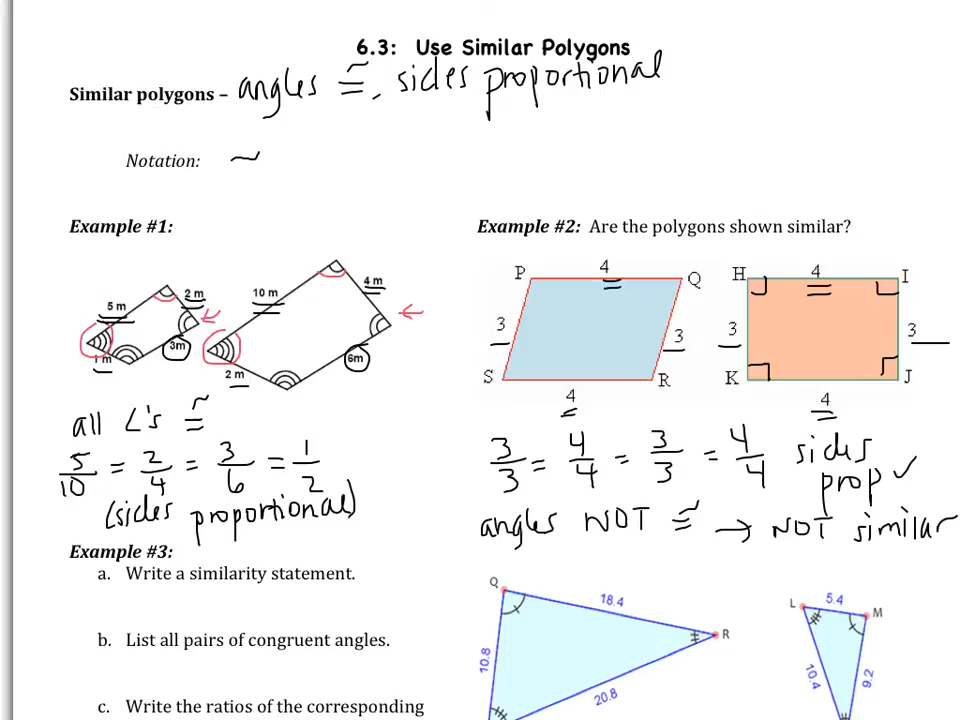 6.3: Use Similar Polygons
Similar polygons – angles ≅, sides proportional
Notation: ~
Example #1:
Example #2: Are the polygons shown similar?
5 m
2 m
1 m
3m
10 m
4 m
2 m
6m
P 4 Q
3 3
S R
4
H 4 I
3 3
K J
4
all ∠'s ≅
5/10 = 2/4 = 3/6 = 1/2
(sides proportional)
3/3 = 4/4 = 3/3 = 4/4 sides
prop ✓
angles NOT ≅ → NOT similar
Example #3:
a. Write a similarity statement.
b. List all pairs of congruent angles.
c. Write the ratios of the corresponding
Q
18.4
R
10.8
20.8
L 5.4 M
10.4 9.2